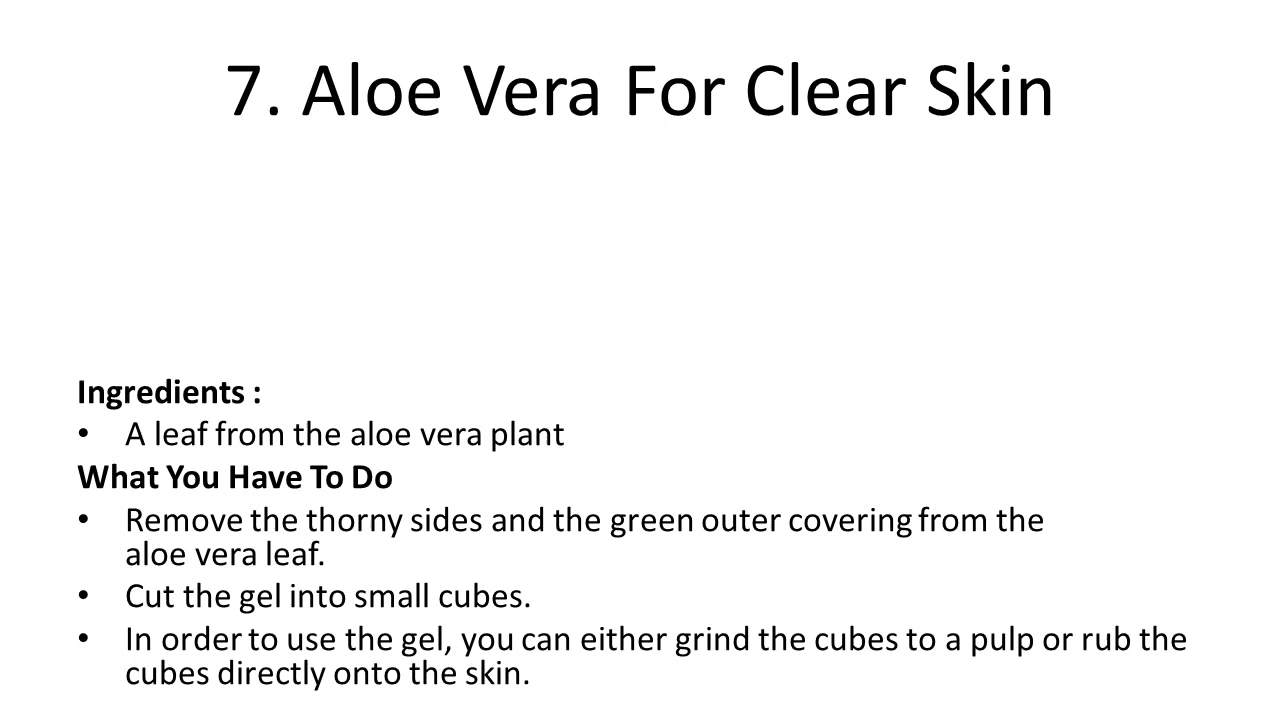 7. Aloe Vera For Clear Skin
Ingredients :
• A leaf from the aloe vera plant
What You Have To Do
• Remove the thorny sides and the green outer covering from the
aloe vera leaf.
• Cut the gel into small cubes.
• In order to use the gel, you can either grind the cubes to a pulp or rub the
cubes directly onto the skin.